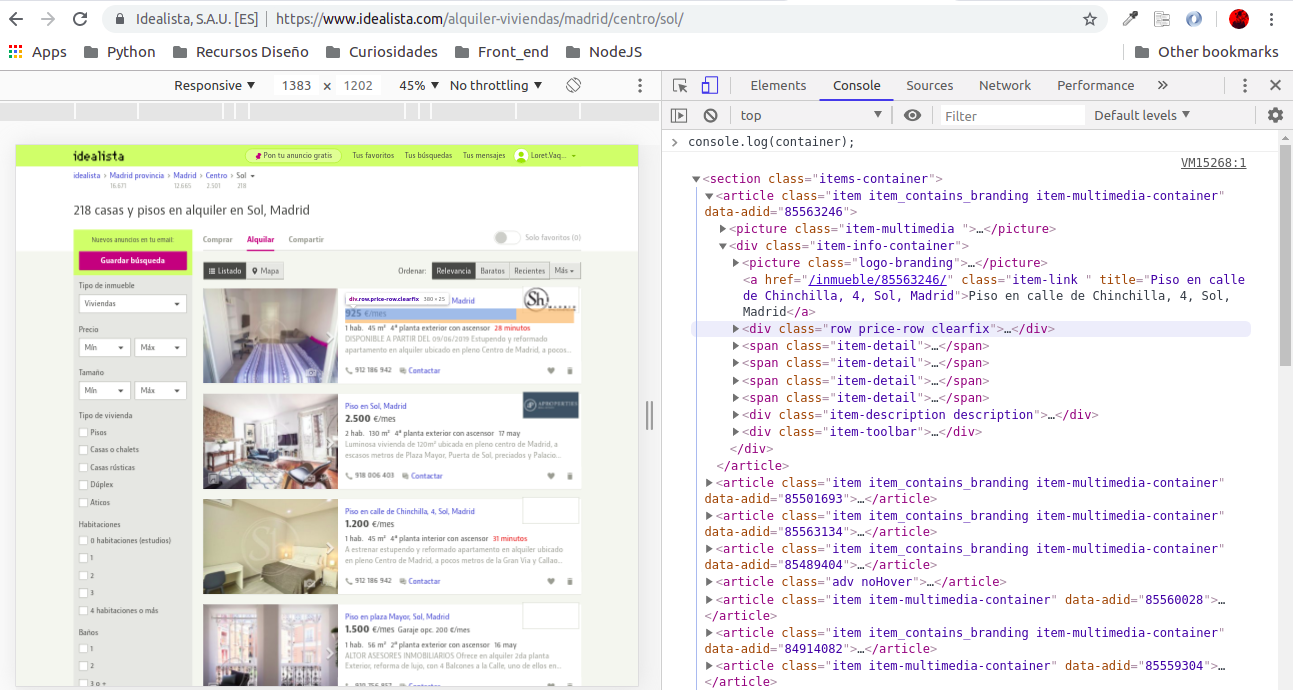 Idealista, S.A.U. [ES] https://www.idealista.com/alquiler-viviendas/madrid/centro/sol/
Apps Python Recursos Diseño Curiosidades Front_end NodeJS Other bookmarks
Responsive ▼ 1383 × 1202 45% ▼ No throttling ▼
idealista Pon tu anuncio gratis Tus favoritos Tus búsquedas Tus mensajes Loret.Vaq...
idealista › Madrid provincia › Madrid › Centro › Sol
16.671 12.665 2.501 218
218 casas y pisos en alquiler en Sol, Madrid
Nuevos anuncios en tu email:
Guardar búsqueda
Tipo de inmueble
Viviendas
Precio
Mín Máx
Tamaño
Mín Máx
Tipo de vivienda
Pisos
Casas o chalets
Casas rústicas
Dúplex
Áticos
Habitaciones
0 habitaciones (estudios)
1
2
3
4 habitaciones o más
Baños
1
2
3 o +
Comprar Alquilar Compartir Solo favoritos (0)
Listado Mapa Ordenar: Relevancia Baratos Recientes Más
div.row.price-row.clearfix 380 × 25 Madrid
Sh MADRID
925 €/mes
1 hab. 45 m² 4ª planta exterior con ascensor 28 minutos
DISPONIBLE A PARTIR DEL 09/06/2019 Estupendo y reformado
apartamento en alquiler ubicado en pleno Centro de Madrid, a pocos...
912 186 942 Contactar
Piso en Sol, Madrid
2.500 €/mes
2 hab. 130 m² 4ª planta exterior con ascensor 17 may
Luminosa vivienda de 120m² ubicada en pleno centro de Madrid, a
escasos metros de Plaza Mayor, Puerta de Sol, preciados y Palacio...
918 006 403 Contactar
Piso en calle de Chinchilla, 4, Sol, Madrid
1.200 €/mes
1 hab. 45 m² 4ª planta interior con ascensor 31 minutos
A estrenar estupendo y reformado apartamento en alquiler ubicado
en pleno Centro de Madrid, a pocos metros de la Gran Vía y Callao...
912 186 942 Contactar
Piso en plaza Mayor, Sol, Madrid
1.500 €/mes Garaje opc. 200 €/mes
1 hab. 56 m² 2ª planta exterior con ascensor 16 may
ALTOR ASESORES INMOBILIARIOS Ofrece en alquiler 2da planta
Exterior, reforma de lujo, con 4 Balcones a la Calle, uno de ellos en...
Contactar
Elements Console Sources Network Performance »
top ▼ Filter Default levels ▼
> console.log(container);
VM15268:1
▼<section class="items-container">
▼<article class="item item_contains_branding item-multimedia-container"
data-adid="85563246">
▶<picture class="item-multimedia ">…</picture>
▼<div class="item-info-container">
▶<picture class="logo-branding">…</picture>
<a href="/inmueble/85563246/" class="item-link " title="Piso en calle
de Chinchilla, 4, Sol, Madrid">Piso en calle de Chinchilla, 4, Sol,
Madrid</a>
▶<div class="row price-row clearfix">…</div>
▶<span class="item-detail">…</span>
▶<span class="item-detail">…</span>
▶<span class="item-detail">…</span>
▶<span class="item-detail">…</span>
▶<div class="item-description description">…</div>
▶<div class="item-toolbar">…</div>
</div>
</article>
▶<article class="item item_contains_branding item-multimedia-container"
data-adid="85501693">…</article>
▶<article class="item item_contains_branding item-multimedia-container"
data-adid="85563134">…</article>
▶<article class="item item_contains_branding item-multimedia-container"
data-adid="85489404">…</article>
▶<article class="adv noHover">…</article>
▶<article class="item item-multimedia-container" data-adid="85560028">…
</article>
▶<article class="item item_contains_branding item-multimedia-container"
data-adid="84914082">…</article>
▶<article class="item item-multimedia-container" data-adid="85559304">…
</article>